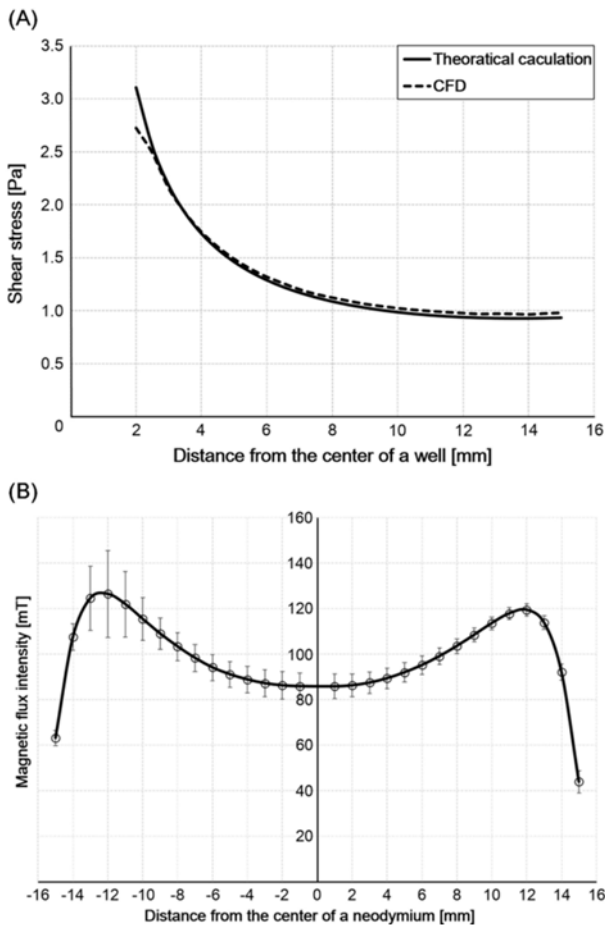 (A)
3.5
3.0
2.5
2.0
1.5
1.0
0.5
0
Shear stress [Pa]
Theoratical caculation
CFD
2 4 6 8 10 12 14 16
Distance from the center of a well [mm]
(B)
160
140
120
100
80
60
40
20
Magnetic flux intensity [mT]
-16 -14 -12 -10 -8 -6 -4 -2 0 2 4 6 8 10 12 14 16
Distance from the center of a neodymium [mm]